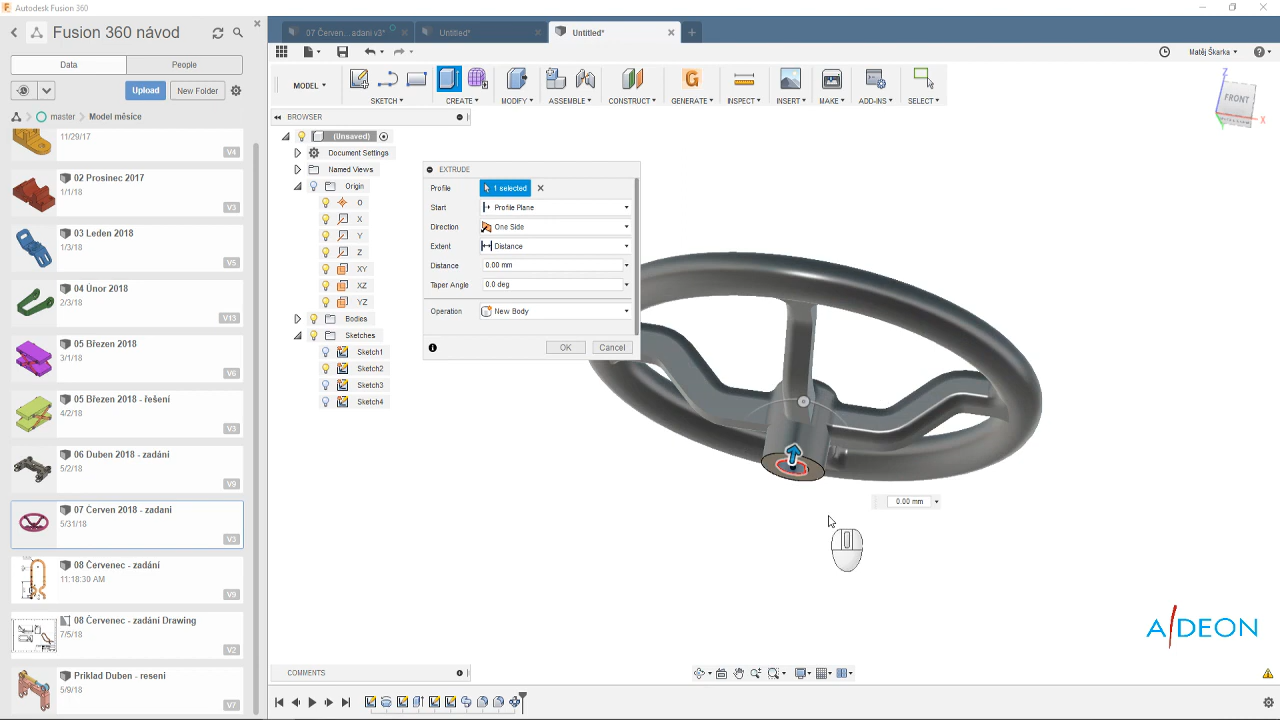 Autodesk Fusion 360
Fusion 360 návod
07 Červen...adani v3*
Untitled*
Untitled*
Matěj Škarka
Data
People
Upload
New Folder
MODEL
SKETCH
CREATE
MODIFY
ASSEMBLE
CONSTRUCT
GENERATE
INSPECT
INSERT
MAKE
ADD-INS
SELECT
master
Model měsíce
BROWSER
(Unsaved)
Document Settings
Named Views
Origin
O
X
Y
Z
XY
XZ
YZ
Bodies
Sketches
Sketch1
Sketch2
Sketch3
Sketch4
EXTRUDE
Profile 1 selected
Start Profile Plane
Direction One Side
Extent Distance
Distance 0.00 mm
Taper Angle 0.0 deg
Operation New Body
OK Cancel
Z
FRONT
X
0.00 mm
11/29/17
V4
02 Prosinec 2017
1/1/18
V3
03 Leden 2018
1/3/18
V5
04 Únor 2018
2/3/18
V13
05 Březen 2018
3/1/18
V6
05 Březen 2018 - řešení
4/2/18
V3
06 Duben 2018 - zadání
5/2/18
V9
07 Červen 2018 - zadaní
5/31/18
V3
08 Červenec - zadání
11:18:30 AM
V9
08 Červenec - zadání Drawing
7/5/18
V2
Priklad Duben - reseni
5/9/18
V7
COMMENTS
A/DEON